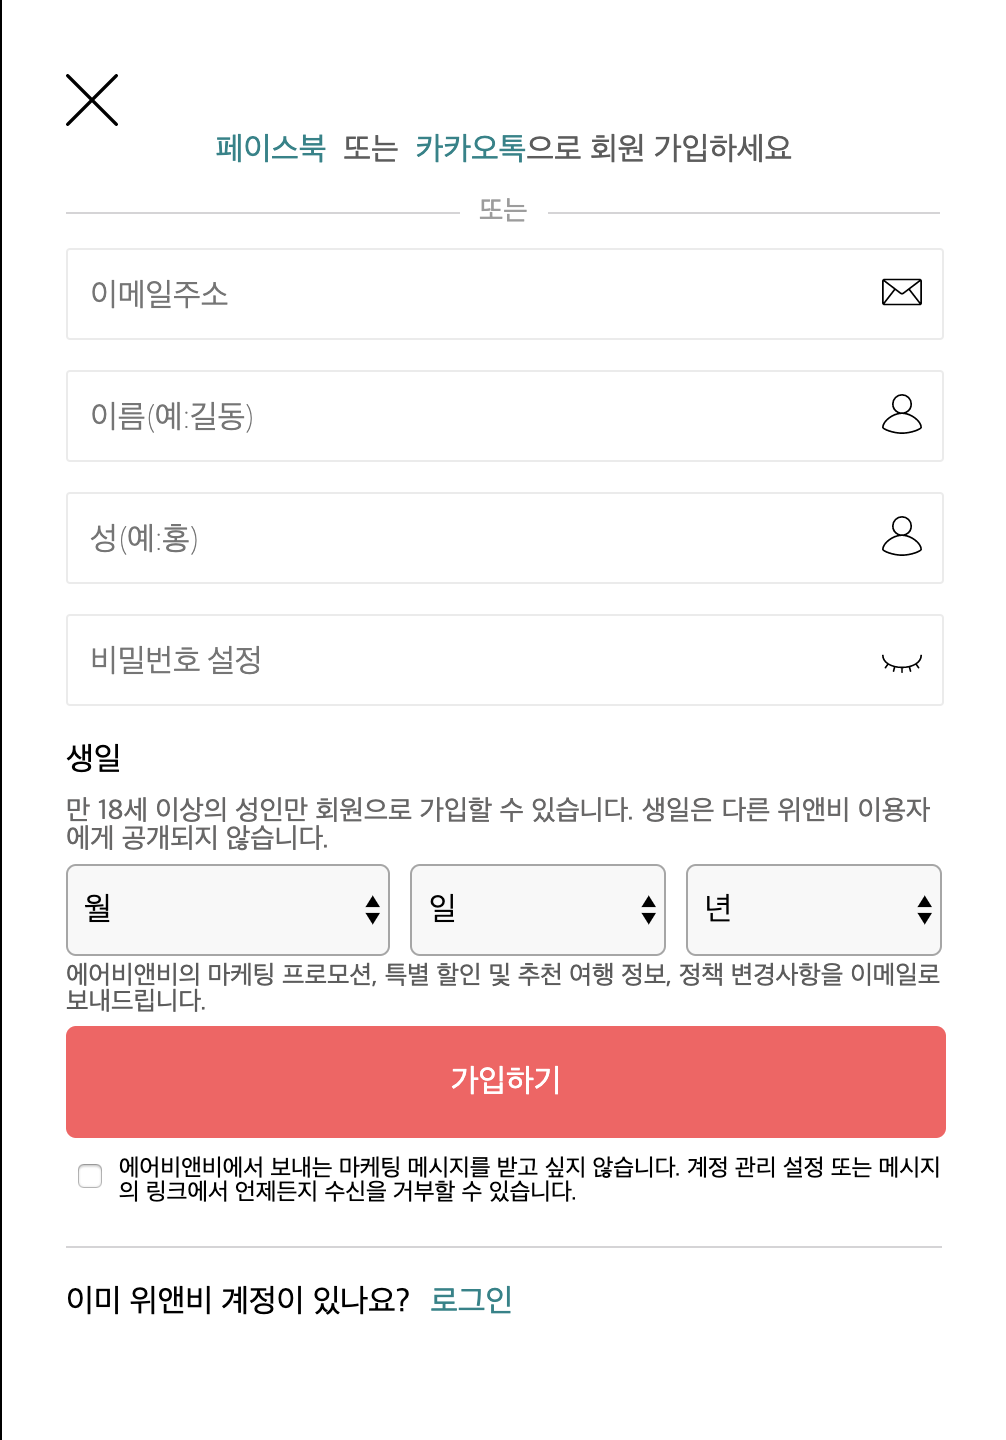 페이스북 또는 카카오톡으로 회원 가입하세요
또는
이메일주소
이름(예:길동)
성(예:홍)
비밀번호 설정
생일
만 18세 이상의 성인만 회원으로 가입할 수 있습니다. 생일은 다른 위앤비 이용자
에게 공개되지 않습니다.
월 일 년
에어비앤비의 마케팅 프로모션, 특별 할인 및 추천 여행 정보, 정책 변경사항을 이메일로
보내드립니다.
가입하기
에어비앤비에서 보내는 마케팅 메시지를 받고 싶지 않습니다. 계정 관리 설정 또는 메시지
의 링크에서 언제든지 수신을 거부할 수 있습니다.
이미 위앤비 계정이 있나요? 로그인